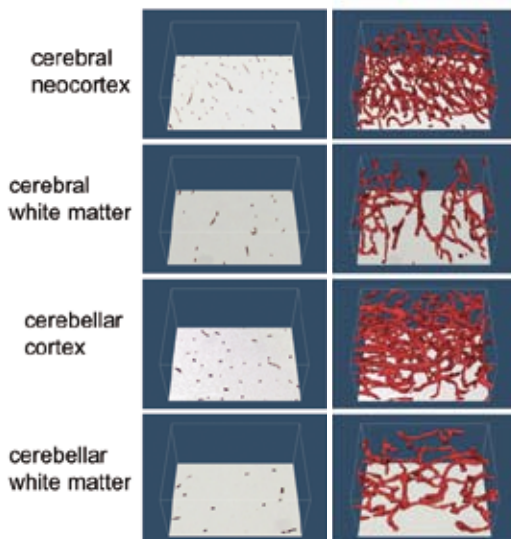 cerebral
neocortex
cerebral
white matter
cerebellar
cortex
cerebellar
white matter